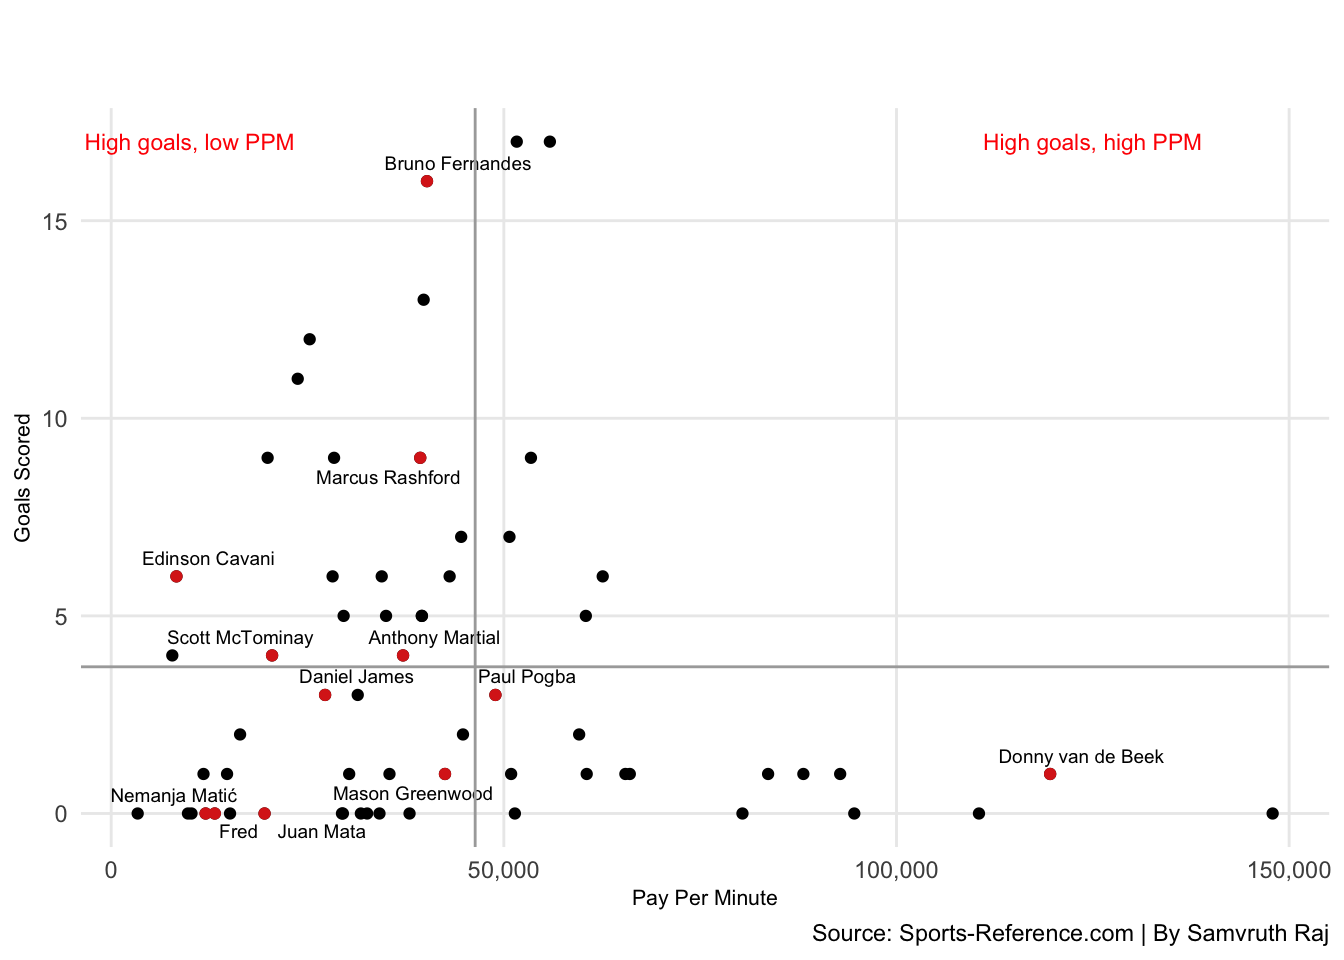 High goals, low PPM
High goals, high PPM
Bruno Fernandes
15
10
Goals Scored
Marcus Rashford
Edinson Cavani
5
Scott McTominay
Anthony Martial
Daniel James
Paul Pogba
Donny van de Beek
Nemanja Matić
Mason Greenwood
0
Fred
Juan Mata
0
50,000
100,000
150,000
Pay Per Minute
Source: Sports-Reference.com | By Samvruth Raj